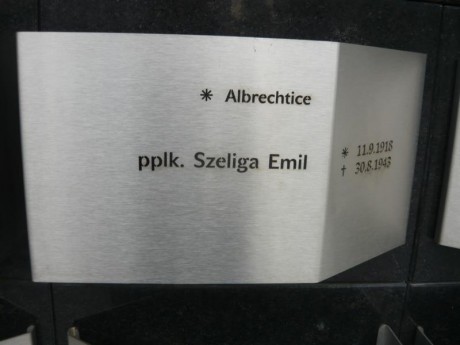 * Albrechtice
pplk. Szeliga Emil
* 11.9.1918
† 30.8.1943